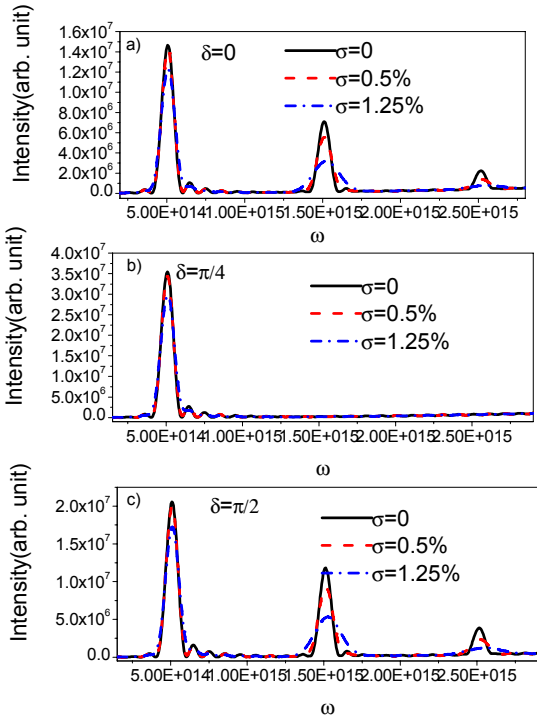 a)
δ=0
σ=0
σ=0.5%
σ=1.25%
Intensity(arb. unit)
1.6x10⁷
1.4x10⁷
1.2x10⁷
1.0x10⁷
8.0x10⁶
6.0x10⁶
4.0x10⁶
2.0x10⁶
0.0
5.00E+014 1.00E+015 1.50E+015 2.00E+015 2.50E+015
ω
b)
δ=π/4
σ=0
σ=0.5%
σ=1.25%
Intensity(arb. unit)
4.0x10⁷
3.5x10⁷
3.0x10⁷
2.5x10⁷
2.0x10⁷
1.5x10⁷
1.0x10⁷
5.0x10⁶
0.0
5.00E+014 1.00E+015 1.50E+015 2.00E+015 2.50E+015
ω
c)
δ=π/2
σ=0
σ=0.5%
σ=1.25%
Intensity(arb. unit)
2.0x10⁷
1.5x10⁷
1.0x10⁷
5.0x10⁶
0.0
5.00E+014 1.00E+015 1.50E+015 2.00E+015 2.50E+015
ω